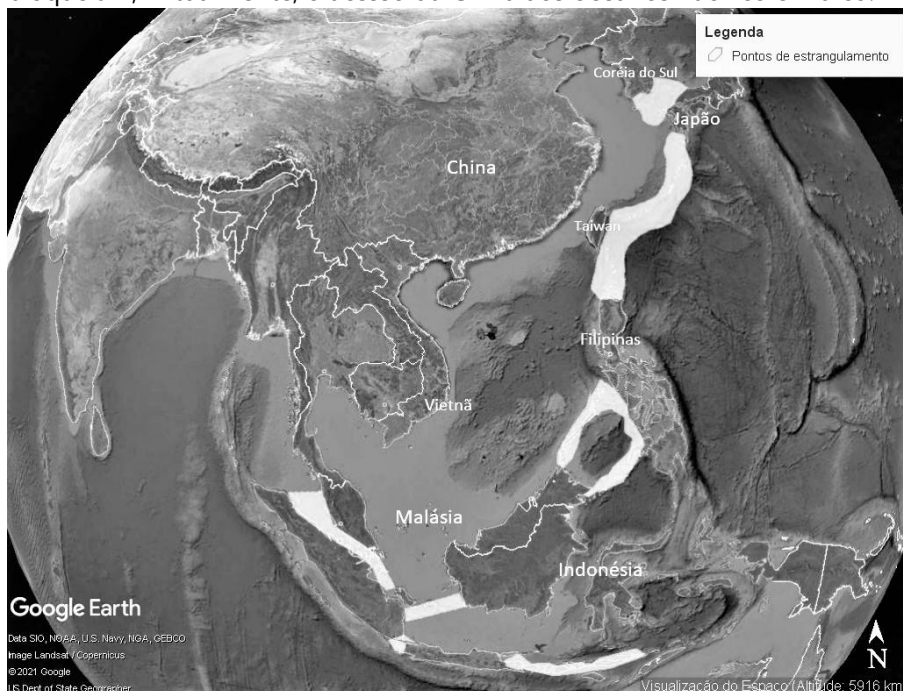 Legenda
Pontos de estrangulamento
Coréia do Sul
Japão
China
Taiwan
Filipinas
Vietnã
Malásia
Indonésia
Google Earth
Data SIO, NOAA, U.S. Navy, NGA, GEBCO
Image Landsat / Copernicus
© 2021 Google
US Dept of State Geographer
N
Visualização do Espaço (Altitude: 5916 km